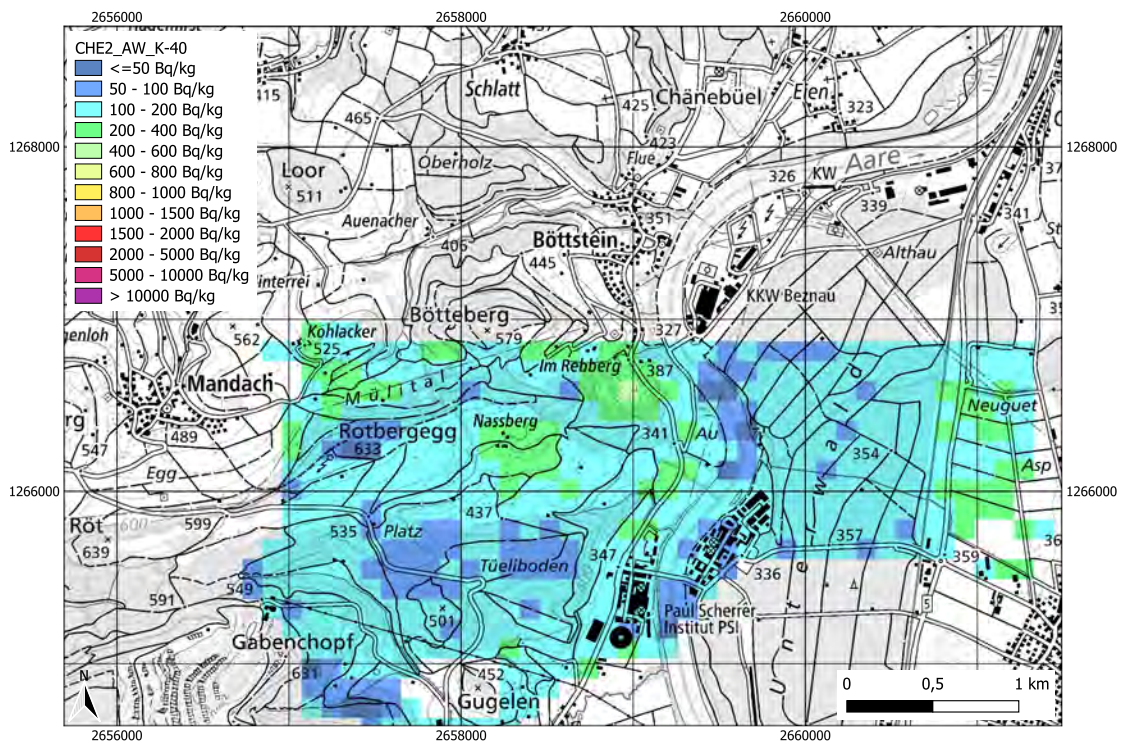 2656000 2658000 2660000
CHE2_AW_K-40
<=50 Bq/kg
50 - 100 Bq/kg
100 - 200 Bq/kg
200 - 400 Bq/kg
400 - 600 Bq/kg
600 - 800 Bq/kg
800 - 1000 Bq/kg
1000 - 1500 Bq/kg
1500 - 2000 Bq/kg
2000 - 5000 Bq/kg
5000 - 10000 Bq/kg
> 10000 Bq/kg
Schlatt
Chänebüel
Eien
415
425
323
465
423
1268000
1268000
Oberholz
Flue
Aare
Loor
511
326
KW
339
351
341
Auenacher
406
Böttstein
445
Althau
KKW Beznau
Bötteberg
579
327
562
Kohlacker
525
Im Rebberg
387
Mandach
Mülital
Neuguet
Nassberg
Rotbergegg
633
341
Au
354
489
547
Egg
Asp
1266000
1266000
Röt
600
599
639
437
535
Platz
357
347
Tüeliboden
336
359
549
591
501
Paul Scherrer
Institut PSI
5
Unterwald
Gabenchopf
631
452
Gugelen
N
0 0,5 1 km
2656000 2658000 2660000